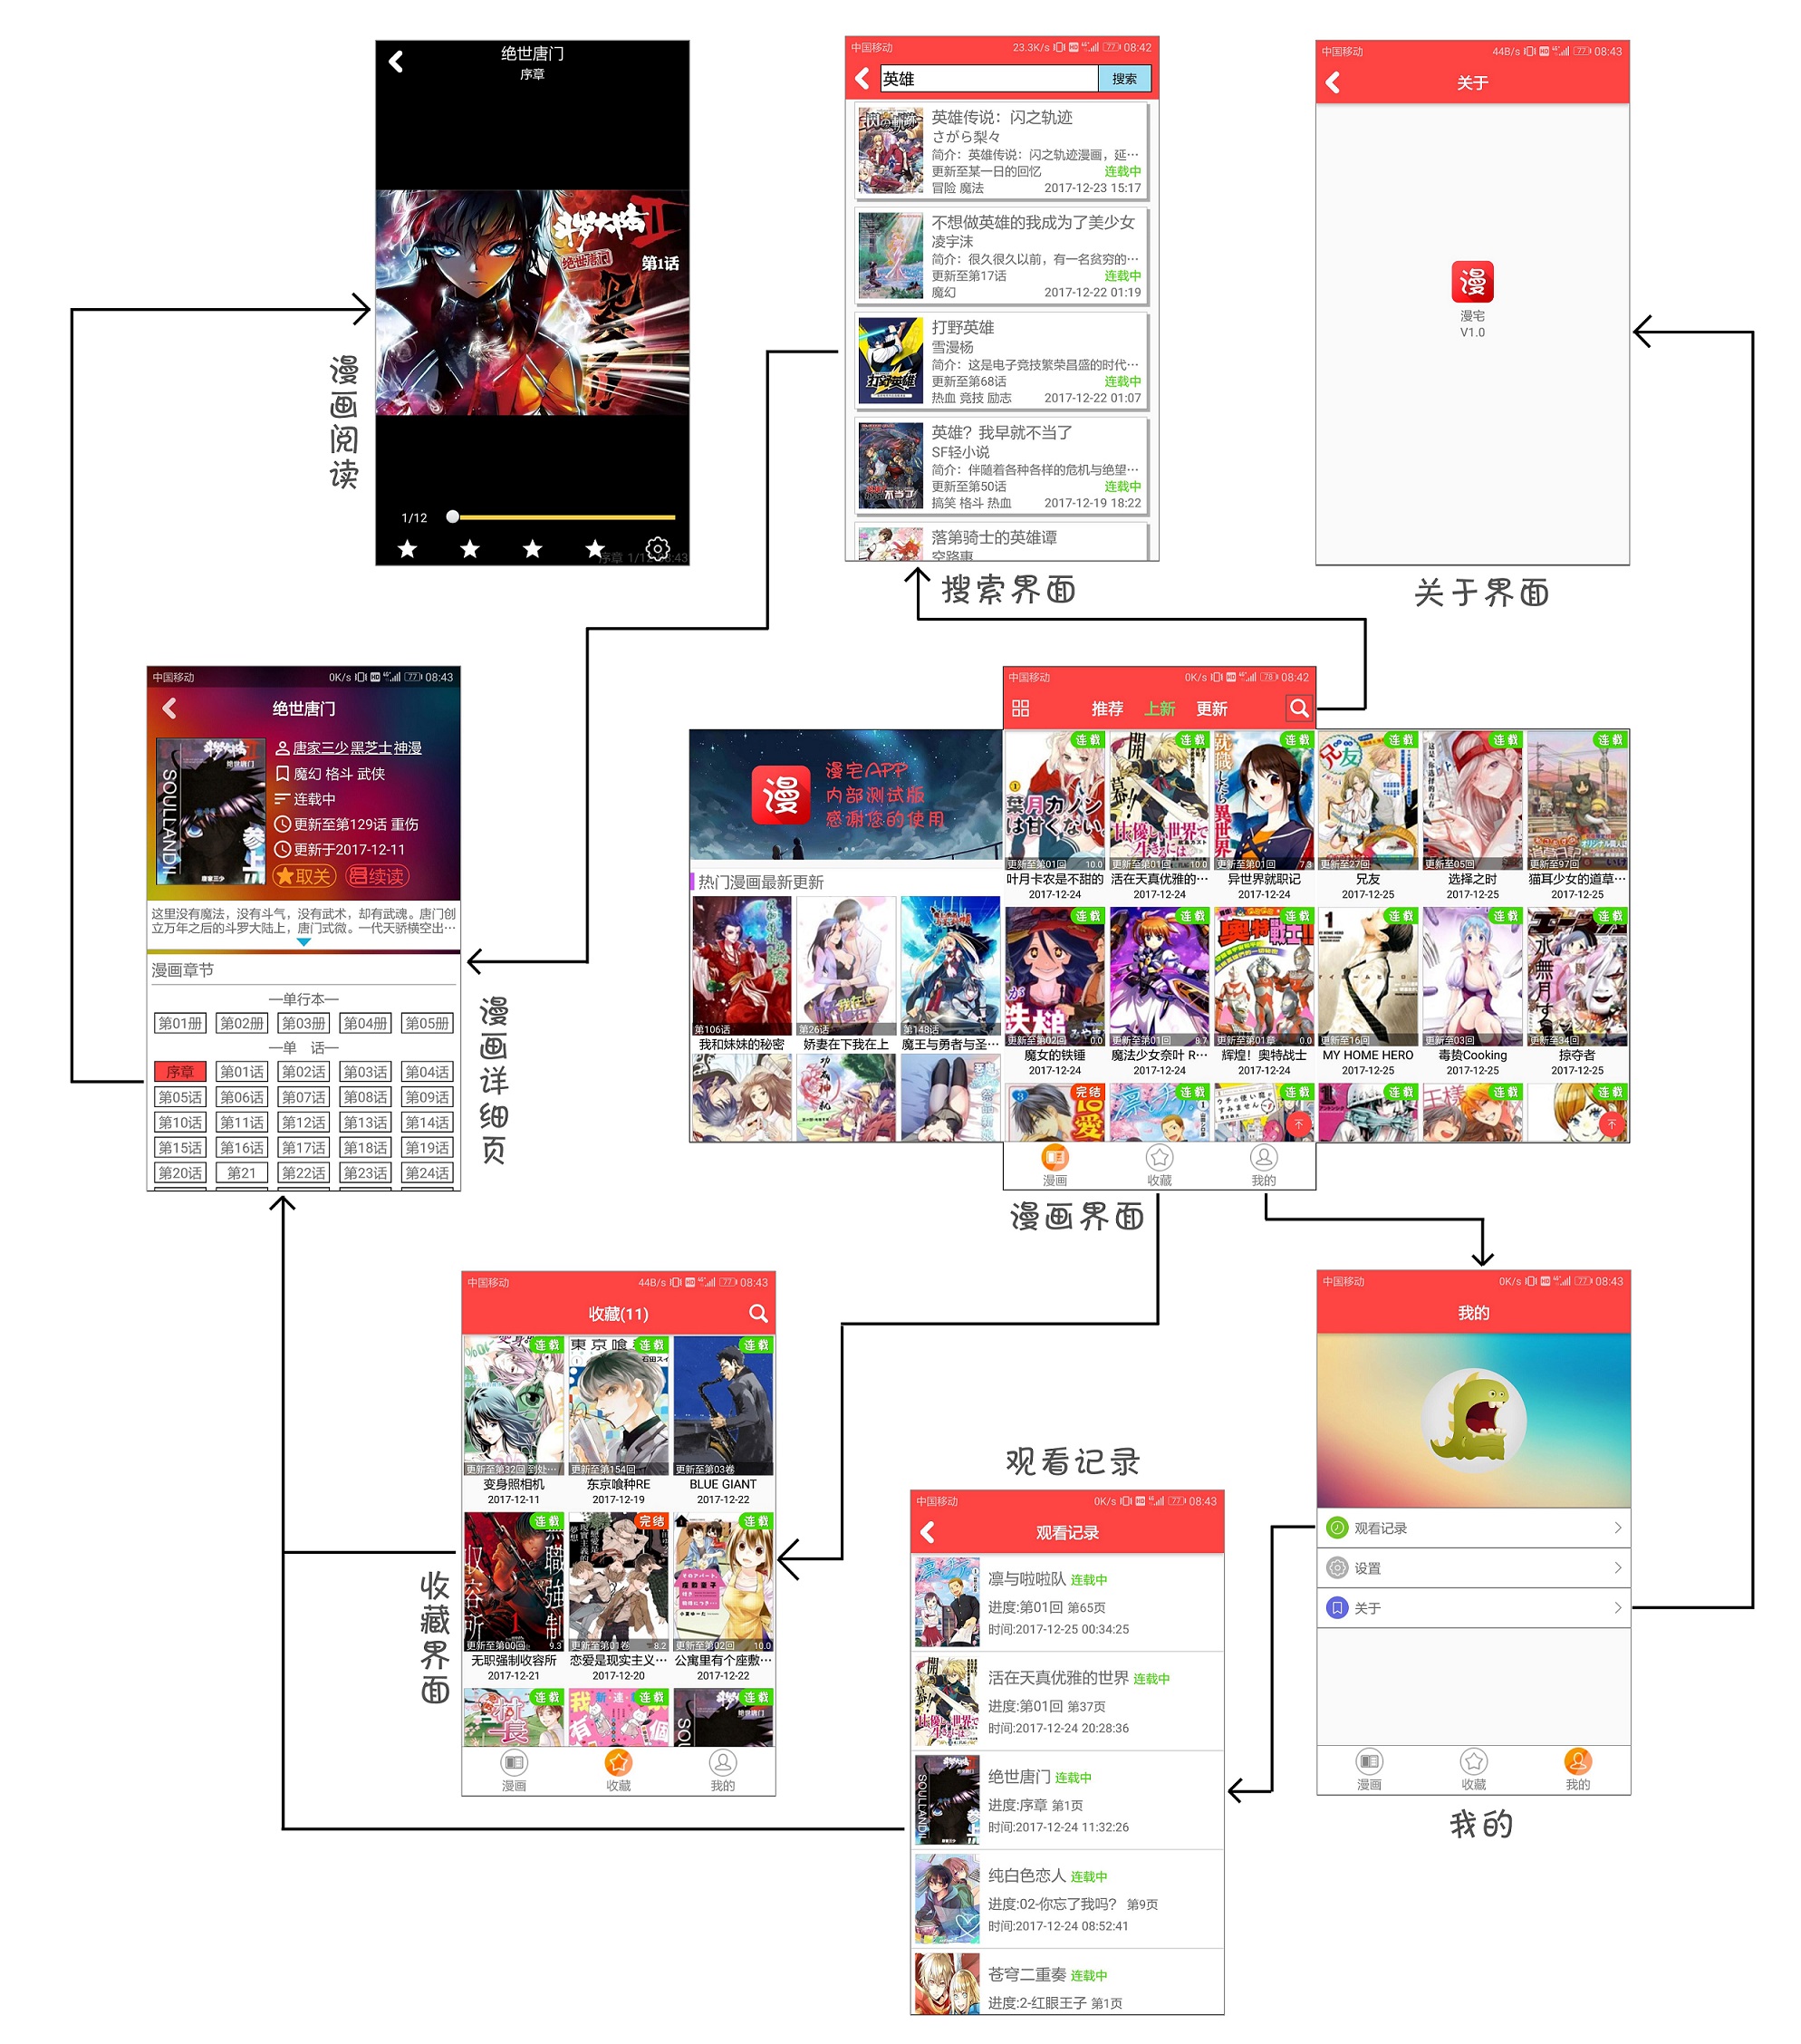 绝世唐门
序章
斗罗大陆II
绝世唐门
第1话
1/12
序章 1/12
漫画阅读
中国移动
23.3K/s
08:42
英雄
搜索
英雄传说：闪之轨迹
さがら梨々
简介：英雄传说：闪之轨迹漫画，延…
更新至某一日的回忆
连载中
冒险 魔法
2017-12-23 15:17
不想做英雄的我成为了美少女
凌宇沫
简介：很久很久以前，有一名贫穷的…
更新至第17话
连载中
魔幻
2017-12-22 01:19
打野英雄
雪漫杨
简介：这是电子竞技繁荣昌盛的时代…
更新至第68话
连载中
热血 竞技 励志
2017-12-22 01:07
英雄？我早就不当了
SF轻小说
简介：伴随着各种各样的危机与绝望…
更新至第50话
连载中
搞笑 格斗 热血
2017-12-19 18:22
落第骑士的英雄谭
空路恵
搜索界面
中国移动
44B/s
08:43
关于
漫
漫宅
V1.0
关于界面
中国移动
0K/s
08:43
绝世唐门
唐家三少黑芝士神漫
魔幻 格斗 武侠
连载中
更新至第129话 重伤
更新于2017-12-11
取关
续读
这里没有魔法，没有斗气，没有武术，却有武魂。唐门创
立万年之后的斗罗大陆上，唐门式微。一代天骄横空出…
漫画章节
—单行本—
第01册 第02册 第03册 第04册 第05册
—单 话—
序章 第01话 第02话 第03话 第04话
第05话 第06话 第07话 第08话 第09话
第10话 第11话 第12话 第13话 第14话
第15话 第16话 第17话 第18话 第19话
第20话 第21 第22话 第23话 第24话
漫画详细页
中国移动
0K/s
08:42
推荐 上新 更新
漫
漫宅APP
内部测试版
感谢您的使用
热门漫画最新更新
第106话
第26话
第148话
我和妹妹的秘密
娇妻在下我在上
魔王与勇者与圣…
连载 连载 连载 连载 连载 连载
更新至第01回 10.0
更新至第01回 10.0
更新至第01回 7.3
更新至27回
更新至05回
更新至97回
叶月卡农是不甜的
活在天真优雅的…
异世界就职记
兄友
选择之时
猫耳少女的道草…
2017-12-24 2017-12-24 2017-12-24 2017-12-25 2017-12-25 2017-12-25
连载 连载 连载 连载 连载 连载
更新至第02回 0.0
更新至第01回 8.7
更新至第01章 0.0
更新至16回
更新至03回
更新至34回
魔女的铁锤
魔法少女奈叶 R…
辉煌！奥特战士
MY HOME HERO
毒贽Cooking
掠夺者
2017-12-24 2017-12-24 2017-12-24 2017-12-25 2017-12-25 2017-12-25
完结 连载 连载 连载 连载 连载
漫画 收藏 我的
漫画界面
中国移动
44B/s
08:43
收藏(11)
连载 连载 连载
更新至第32回 到处…
更新至第154回
更新至第03卷
变身照相机
东京喰种RE
BLUE GIANT
2017-12-11 2017-12-19 2017-12-22
连载 完结 连载
更新至第00回 9.3
更新至第01卷 8.2
更新至第02回 10.0
无职强制收容所
恋爱是现实主义…
公寓里有个座敷…
2017-12-21 2017-12-20 2017-12-22
连载 连载 连载
漫画 收藏 我的
收藏界面
观看记录
中国移动
0K/s
08:43
观看记录
凛与啦啦队 连载中
进度:第01回 第65页
时间:2017-12-25 00:34:25
活在天真优雅的世界 连载中
进度:第01回 第37页
时间:2017-12-24 20:28:36
绝世唐门 连载中
进度:序章 第1页
时间:2017-12-24 11:32:26
纯白色恋人 连载中
进度:02-你忘了我吗？ 第9页
时间:2017-12-24 08:52:41
苍穹二重奏 连载中
进度:2-红眼王子 第1页
中国移动
0K/s
08:43
我的
观看记录
设置
关于
漫画 收藏 我的
我的